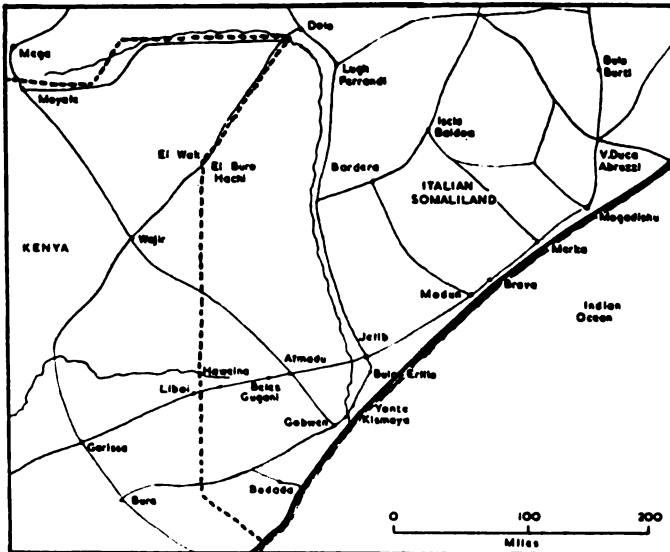 Dolo
Mega
Lugh
Ferrandi
Bulo
Burti
Moyale
Iscia
Baidoa
El Wak
El Buro
Hachi
Bardera
V. Duca
Abruzzi
ITALIAN
SOMALILAND
Mogadishu
KENYA
Wajir
Merka
Modun
Brava
Indian
Ocean
Jelib
Haweina
Afmadu
Liboi
Beles
Gugani
Bulo Erillo
Gobwen
Yonte
Kismayu
Garissa
Bura
Badada
0 100 200
Miles